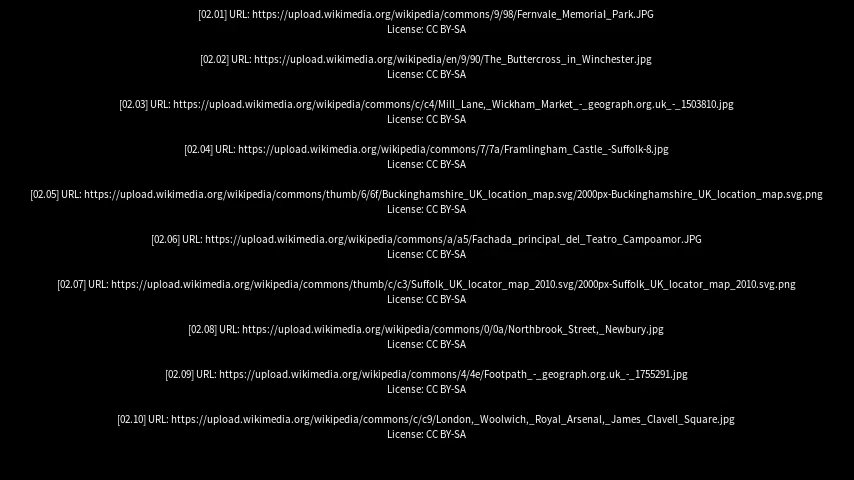 [02.01] URL: https://upload.wikimedia.org/wikipedia/commons/9/98/Fernvale_Memorial_Park.JPG
License: CC BY-SA
[02.02] URL: https://upload.wikimedia.org/wikipedia/en/9/90/The_Buttercross_in_Winchester.jpg
License: CC BY-SA
[02.03] URL: https://upload.wikimedia.org/wikipedia/commons/c/c4/Mill_Lane,_Wickham_Market_-_geograph.org.uk_-_1503810.jpg
License: CC BY-SA
[02.04] URL: https://upload.wikimedia.org/wikipedia/commons/7/7a/Framlingham_Castle_-Suffolk-8.jpg
License: CC BY-SA
[02.05] URL: https://upload.wikimedia.org/wikipedia/commons/thumb/6/6f/Buckinghamshire_UK_location_map.svg/2000px-Buckinghamshire_UK_location_map.svg.png
License: CC BY-SA
[02.06] URL: https://upload.wikimedia.org/wikipedia/commons/a/a5/Fachada_principal_del_Teatro_Campoamor.JPG
License: CC BY-SA
[02.07] URL: https://upload.wikimedia.org/wikipedia/commons/thumb/c/c3/Suffolk_UK_locator_map_2010.svg/2000px-Suffolk_UK_locator_map_2010.svg.png
License: CC BY-SA
[02.08] URL: https://upload.wikimedia.org/wikipedia/commons/0/0a/Northbrook_Street,_Newbury.jpg
License: CC BY-SA
[02.09] URL: https://upload.wikimedia.org/wikipedia/commons/4/4e/Footpath_-_geograph.org.uk_-_1755291.jpg
License: CC BY-SA
[02.10] URL: https://upload.wikimedia.org/wikipedia/commons/c/c9/London,_Woolwich,_Royal_Arsenal,_James_Clavell_Square.jpg
License: CC BY-SA